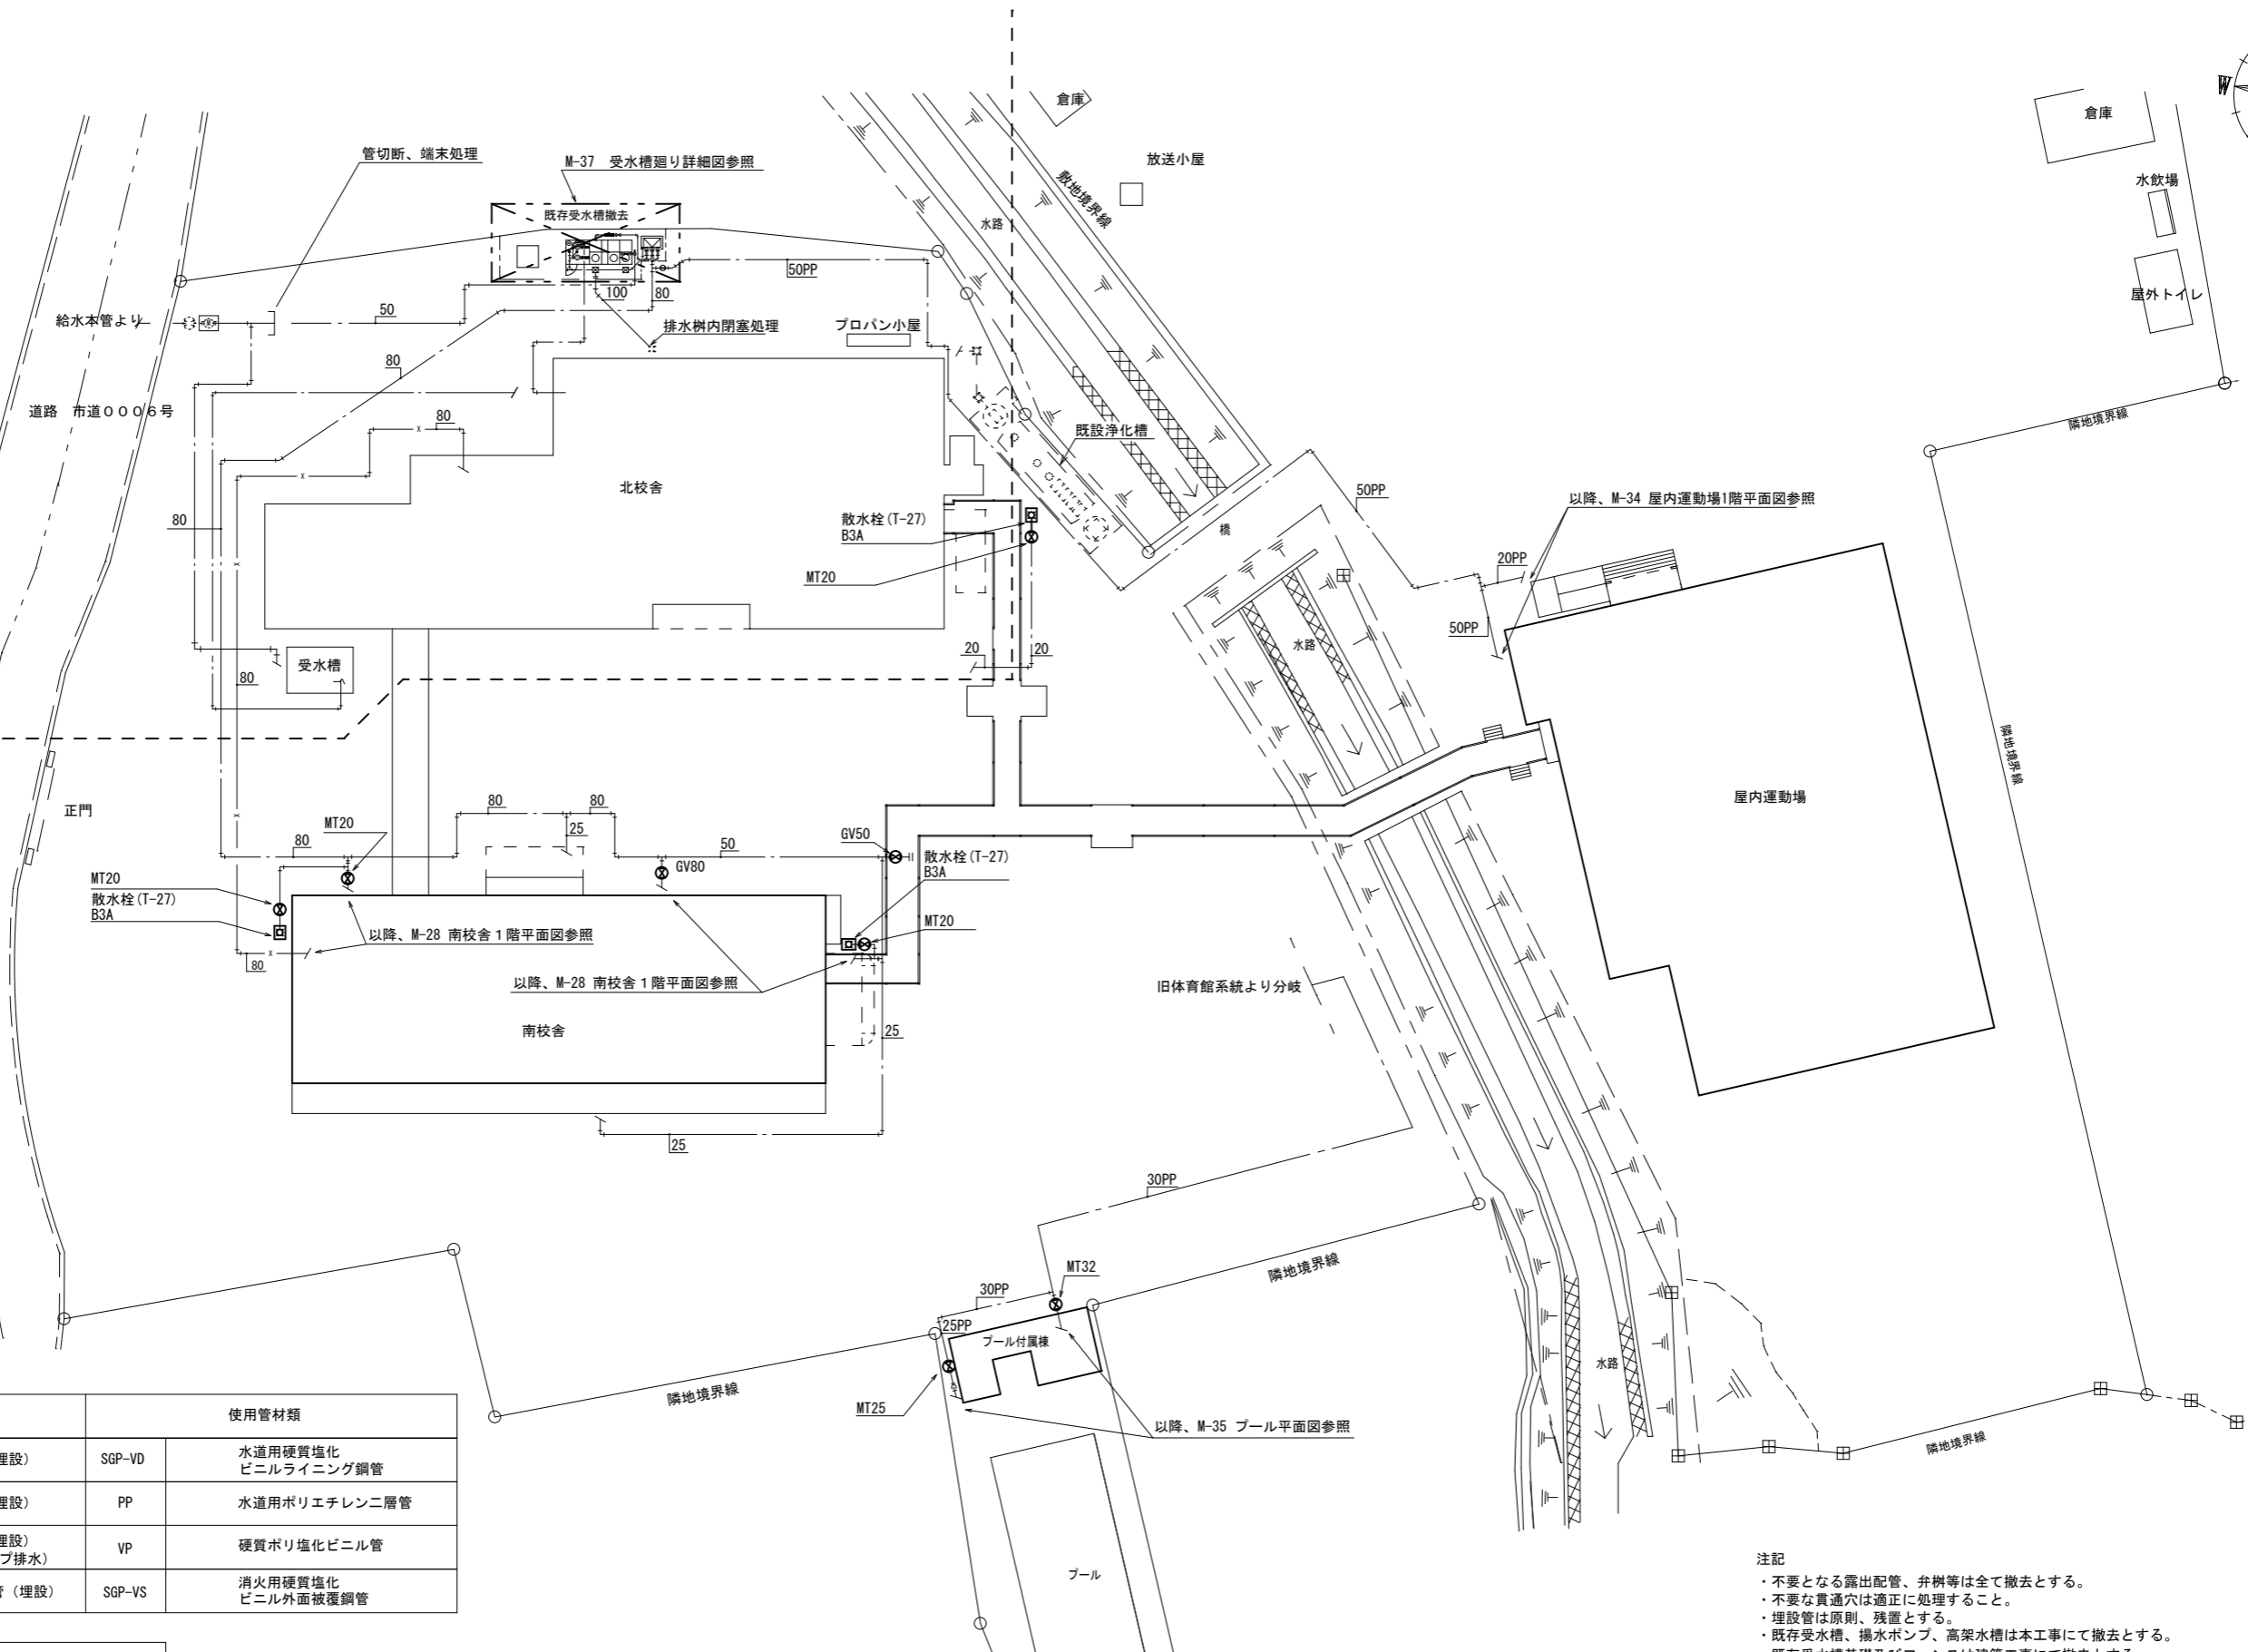 倉庫
W
倉庫
放送小屋
水飲場
管切断、端末処理
M-37 受水槽廻り詳細図参照
敷地境界線
既存受水槽撤去
水路
屋外トイレ
50PP
100
80
50
給水本管より
排水桝内閉塞処理
プロパン小屋
80
道路 市道0006号
80
隣地境界線
既設浄化槽
北校舎
50PP
以降、M-34 屋内運動場1階平面図参照
散水栓(T-27)
B3A
橋
80
MT20
20PP
50PP
水路
20
20
受水槽
80
隣地境界線
正門
屋内運動場
80
80
MT20
25
80
50
GV50
散水栓(T-27)
B3A
GV80
MT20
散水栓(T-27)
B3A
MT20
以降、M-28 南校舎1階平面図参照
80
以降、M-28 南校舎1階平面図参照
旧体育館系統より分岐
南校舎
25
25
30PP
隣地境界線
MT32
30PP
25PP
プール付属棟
水路
隣地境界線
MT25
以降、M-35 プール平面図参照
隣地境界線
使用管材類
埋設)
SGP-VD
水道用硬質塩化
ビニルライニング鋼管
埋設)
PP
水道用ポリエチレン二層管
埋設)
プ排水)
VP
硬質ポリ塩化ビニル管
管(埋設)
SGP-VS
消火用硬質塩化
ビニル外面被覆鋼管
プール
注記
・不要となる露出配管、弁桝等は全て撤去とする。
・不要な貫通穴は適正に処理すること。
・埋設管は原則、残置とする。
・既存受水槽、揚水ポンプ、高架水槽は本工事にて撤去とする。